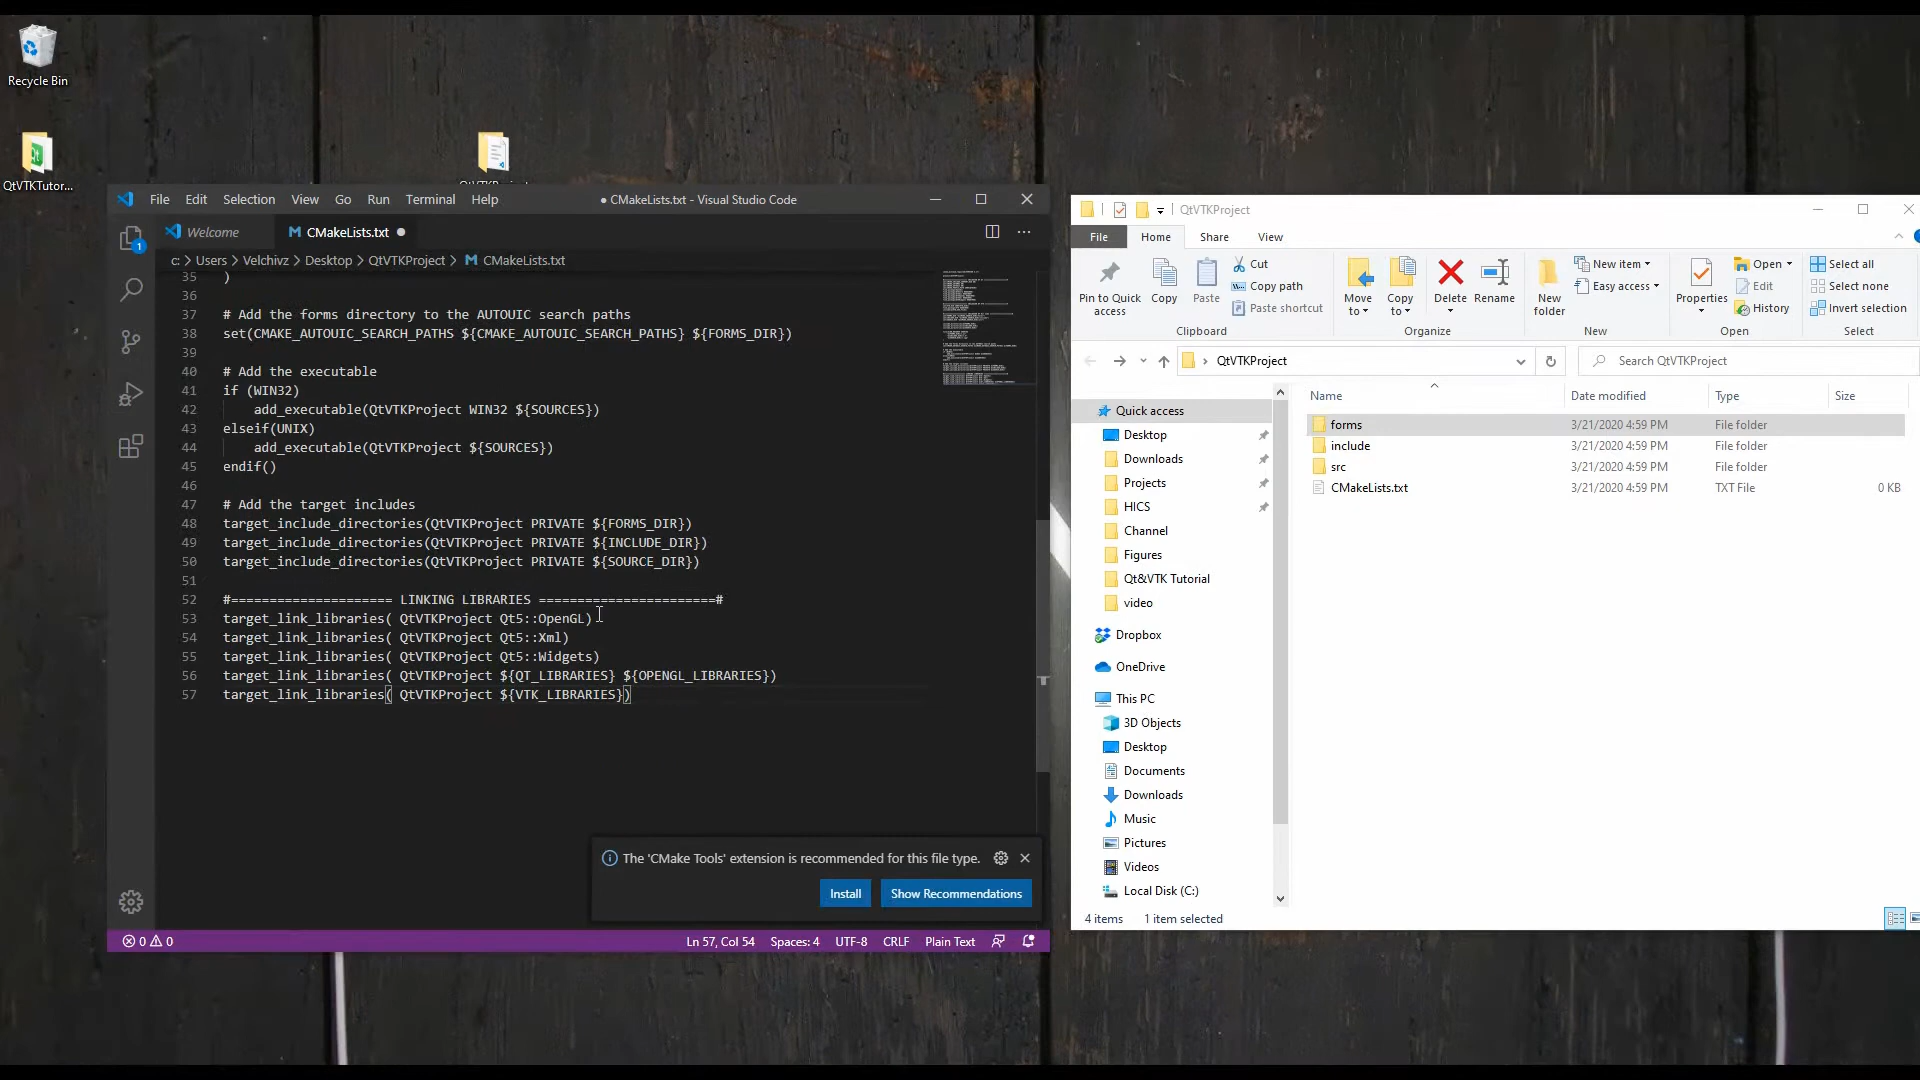 Recycle Bin
QtVTKTutor...
File Edit Selection View Go Run Terminal Help
● CMakeLists.txt - Visual Studio Code
Welcome
CMakeLists.txt ●
c: > Users > Velchivz > Desktop > QtVTKProject > CMakeLists.txt
1
35 )
36
37 # Add the forms directory to the AUTOUIC search paths
38 set(CMAKE_AUTOUIC_SEARCH_PATHS ${CMAKE_AUTOUIC_SEARCH_PATHS} ${FORMS_DIR})
39
40 # Add the executable
41 if (WIN32)
42     add_executable(QtVTKProject WIN32 ${SOURCES})
43 elseif(UNIX)
44     add_executable(QtVTKProject ${SOURCES})
45 endif()
46
47 # Add the target includes
48 target_include_directories(QtVTKProject PRIVATE ${FORMS_DIR})
49 target_include_directories(QtVTKProject PRIVATE ${INCLUDE_DIR})
50 target_include_directories(QtVTKProject PRIVATE ${SOURCE_DIR})
51
52 #===================== LINKING LIBRARIES =======================#
53 target_link_libraries( QtVTKProject Qt5::OpenGL)
54 target_link_libraries( QtVTKProject Qt5::Xml)
55 target_link_libraries( QtVTKProject Qt5::Widgets)
56 target_link_libraries( QtVTKProject ${QT_LIBRARIES} ${OPENGL_LIBRARIES})
57 target_link_libraries( QtVTKProject ${VTK_LIBRARIES})
The 'CMake Tools' extension is recommended for this file type.
Install
Show Recommendations
0 0
Ln 57, Col 54
Spaces: 4
UTF-8
CRLF
Plain Text
QtVTKProject
File Home Share View
Pin to Quick access
Copy
Paste
Cut
Copy path
Paste shortcut
Clipboard
Move to
Copy to
Delete
Rename
Organize
New folder
New item
Easy access
New
Properties
Open
Edit
History
Open
Select all
Select none
Invert selection
Select
QtVTKProject
Search QtVTKProject
Name Date modified Type Size
forms 3/21/2020 4:59 PM File folder
include 3/21/2020 4:59 PM File folder
src 3/21/2020 4:59 PM File folder
CMakeLists.txt 3/21/2020 4:59 PM TXT File 0 KB
Quick access
Desktop
Downloads
Projects
HICS
Channel
Figures
Qt&VTK Tutorial
video
Dropbox
OneDrive
This PC
3D Objects
Desktop
Documents
Downloads
Music
Pictures
Videos
Local Disk (C:)
4 items
1 item selected